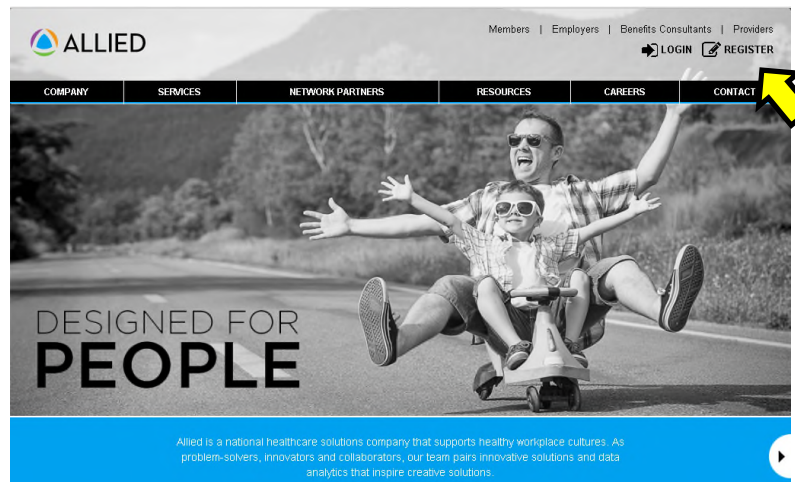 ALLIED
Members | Employers | Benefits Consultants | Providers
LOGIN REGISTER
COMPANY SERVICES NETWORK PARTNERS RESOURCES CAREERS CONTACT
DESIGNED FOR
PEOPLE
Allied is a national healthcare solutions company that supports healthy workplace cultures. As
problem-solvers, innovators and collaborators, our team pairs innovative solutions and data
analytics that inspire creative solutions.